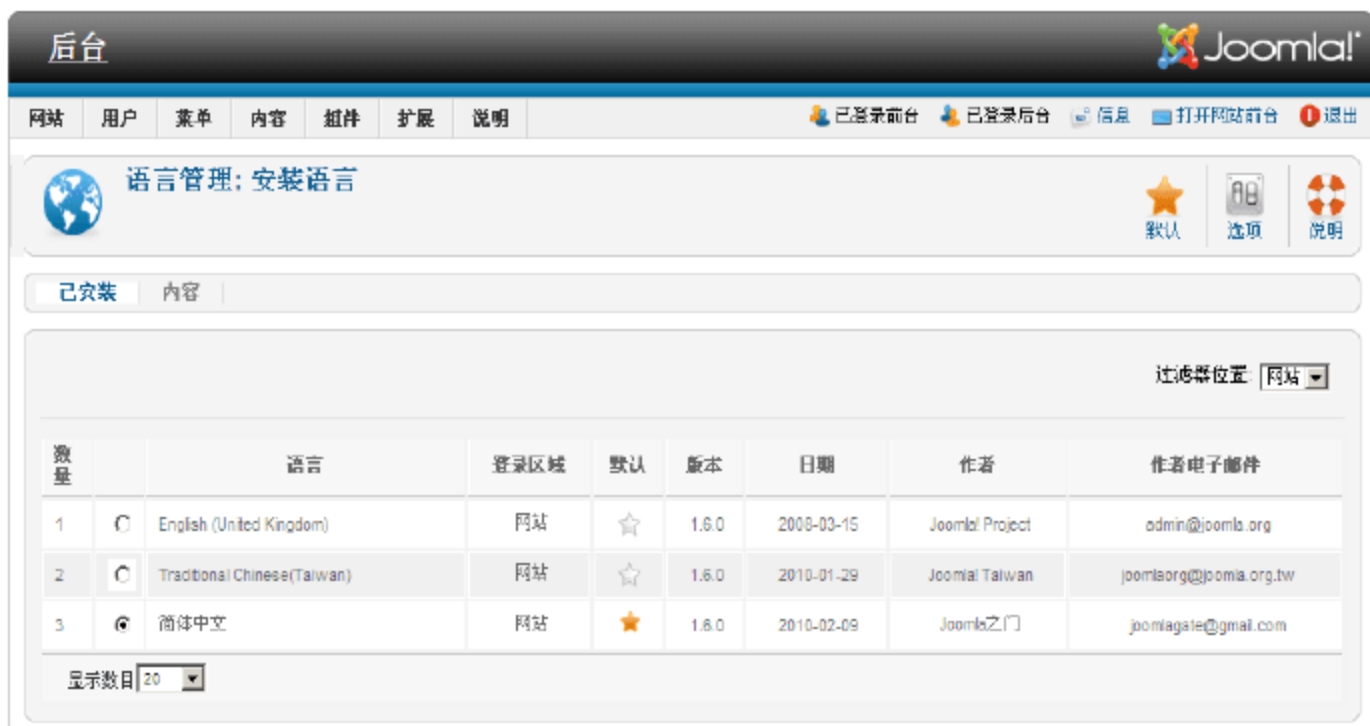 后台 Joomla!
网站 用户 菜单 内容 组件 扩展 说明 已登录前台 已登录后台 信息 打开网站前台 退出
语言管理: 安装语言 默认 选项 说明
已安装 内容
过滤器位置: 网站
数量 语言 登录区域 默认 版本 日期 作者 作者电子邮件
1 English (United Kingdom) 网站 1.6.0 2008-03-15 Joomla! Project admin@joomla.org
2 Traditional Chinese(Taiwan) 网站 1.6.0 2010-01-29 Joomla! Taiwan joomlaorg@joomla.org.tw
3 简体中文 网站 1.6.0 2010-02-09 Joomla之门 joomlagate@gmail.com
显示数目 20